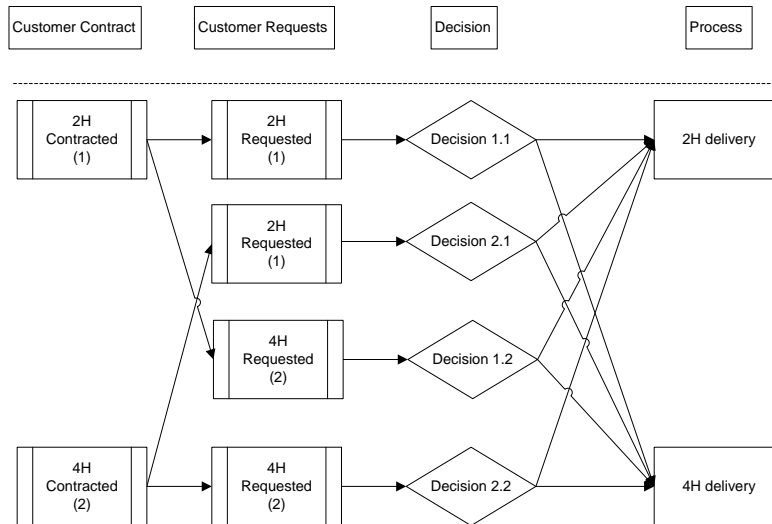 Customer Contract
Customer Requests
Decision
Process
2H
Contracted
(1)
2H
Requested
(1)
Decision 1.1
2H delivery
2H
Requested
(1)
Decision 2.1
4H
Requested
(2)
Decision 1.2
4H
Contracted
(2)
4H
Requested
(2)
Decision 2.2
4H delivery